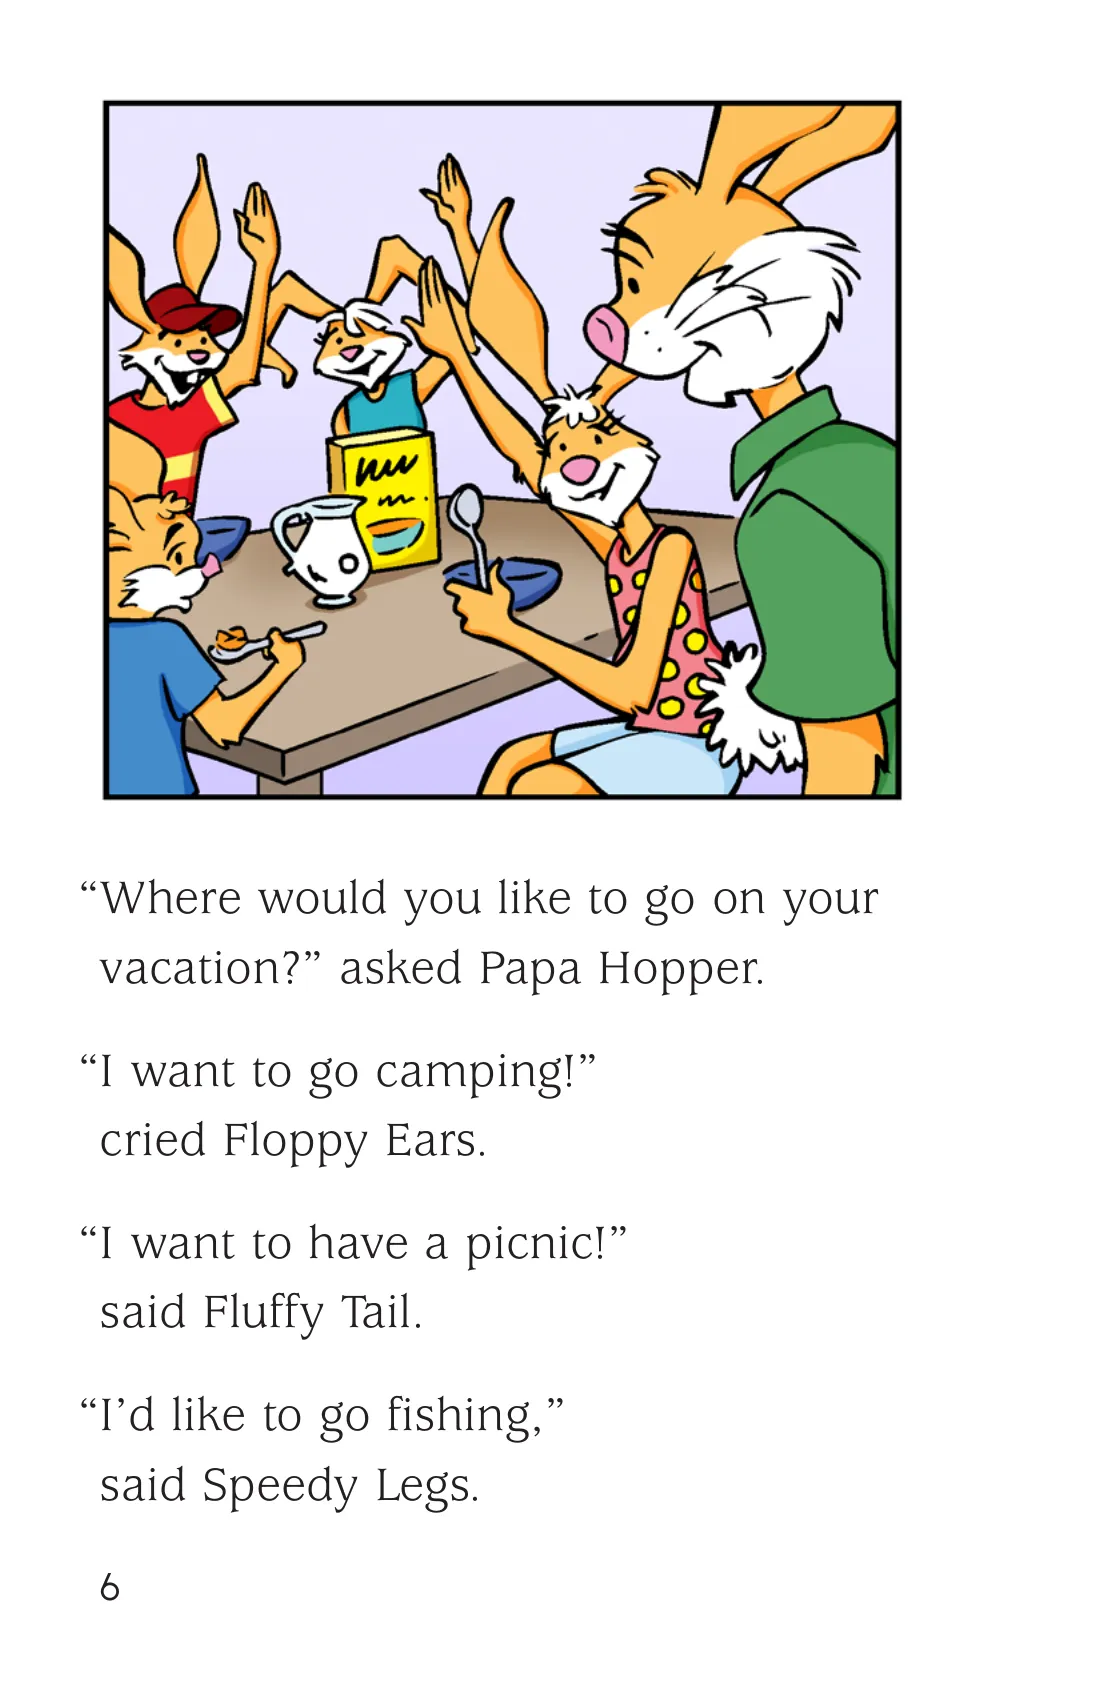 “Where would you like to go on your
vacation?” asked Papa Hopper.
“I want to go camping!”
cried Floppy Ears.
“I want to have a picnic!”
said Fluffy Tail.
“I’d like to go fishing,”
said Speedy Legs.
6